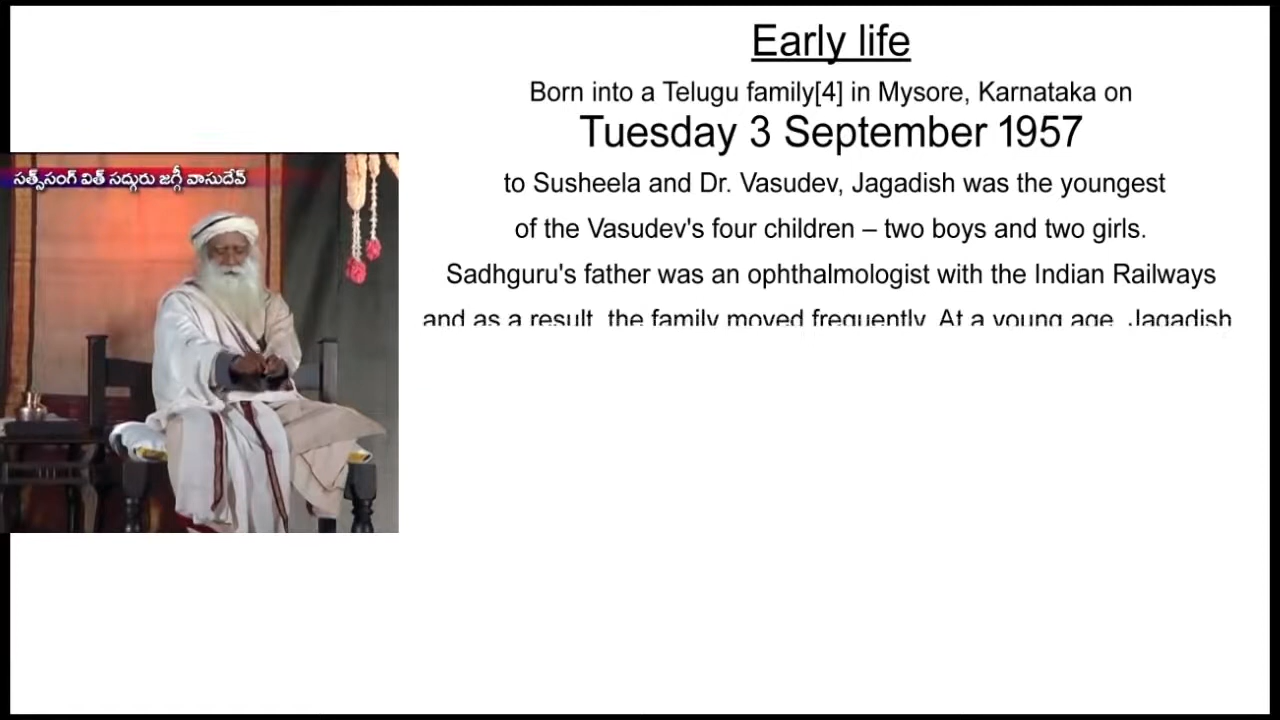 Early life
Born into a Telugu family[4] in Mysore, Karnataka on
Tuesday 3 September 1957
సత్స్‌సంగ్ విత్ సద్గురు జగ్గీ వాసుదేవ్
to Susheela and Dr. Vasudev, Jagadish was the youngest
of the Vasudev's four children – two boys and two girls.
Sadhguru's father was an ophthalmologist with the Indian Railways
and as a result, the family moved frequently. At a young age, Jagadish